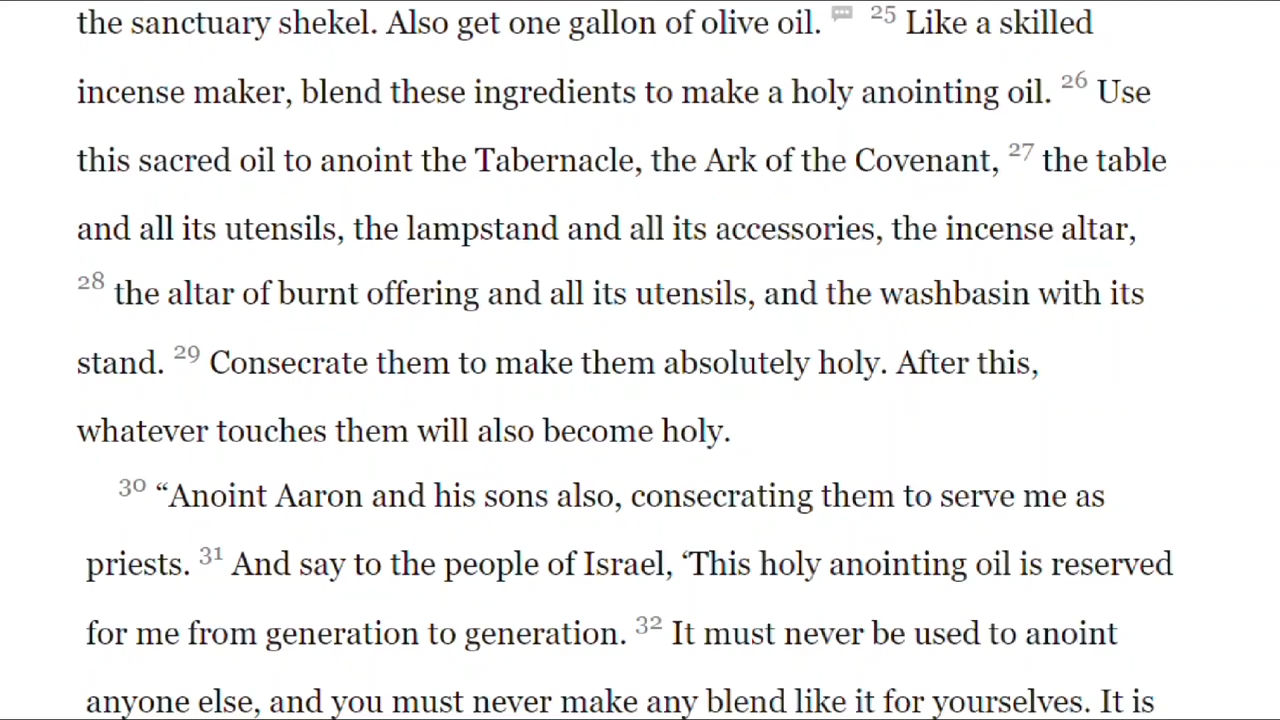 the sanctuary shekel. Also get one gallon of olive oil. 25 Like a skilled
incense maker, blend these ingredients to make a holy anointing oil. 26 Use
this sacred oil to anoint the Tabernacle, the Ark of the Covenant, 27 the table
and all its utensils, the lampstand and all its accessories, the incense altar,
28 the altar of burnt offering and all its utensils, and the washbasin with its
stand. 29 Consecrate them to make them absolutely holy. After this,
whatever touches them will also become holy.
30 “Anoint Aaron and his sons also, consecrating them to serve me as
priests. 31 And say to the people of Israel, ‘This holy anointing oil is reserved
for me from generation to generation. 32 It must never be used to anoint
anyone else, and you must never make any blend like it for yourselves. It is